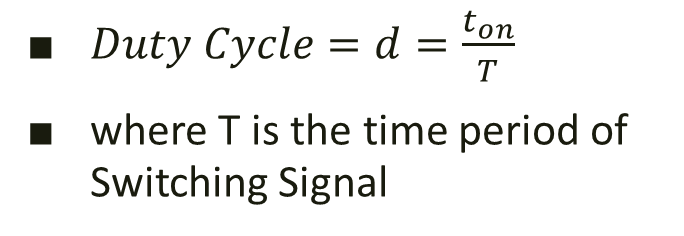 ▪ Duty Cycle = d = t_on/T
▪ where T is the time period of
Switching Signal